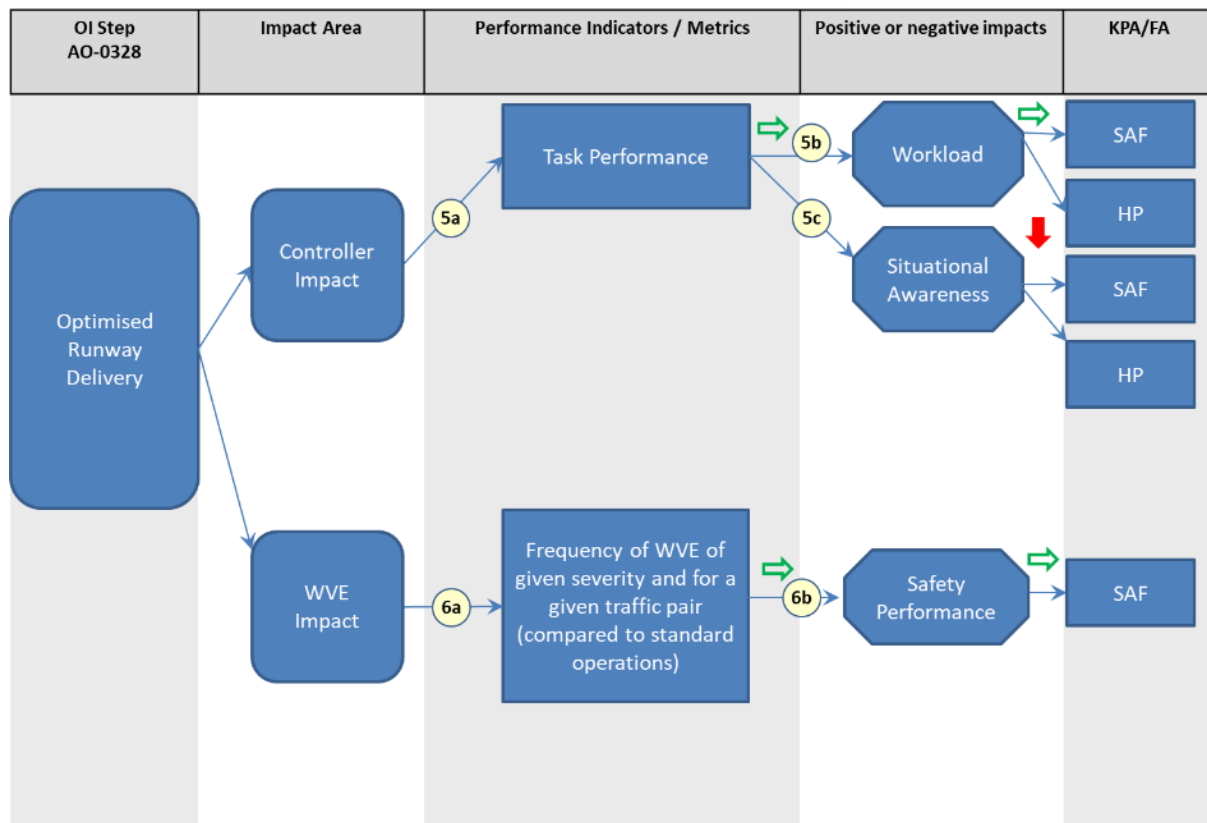 OI Step
AO-0328
Impact Area
Performance Indicators / Metrics
Positive or negative impacts
KPA/FA
Optimised
Runway
Delivery
Controller
Impact
5a
Task Performance
5b
Workload
SAF
HP
5c
Situational
Awareness
SAF
HP
WVE
Impact
6a
Frequency of WVE of
given severity and for a
given traffic pair
(compared to standard
operations)
6b
Safety
Performance
SAF